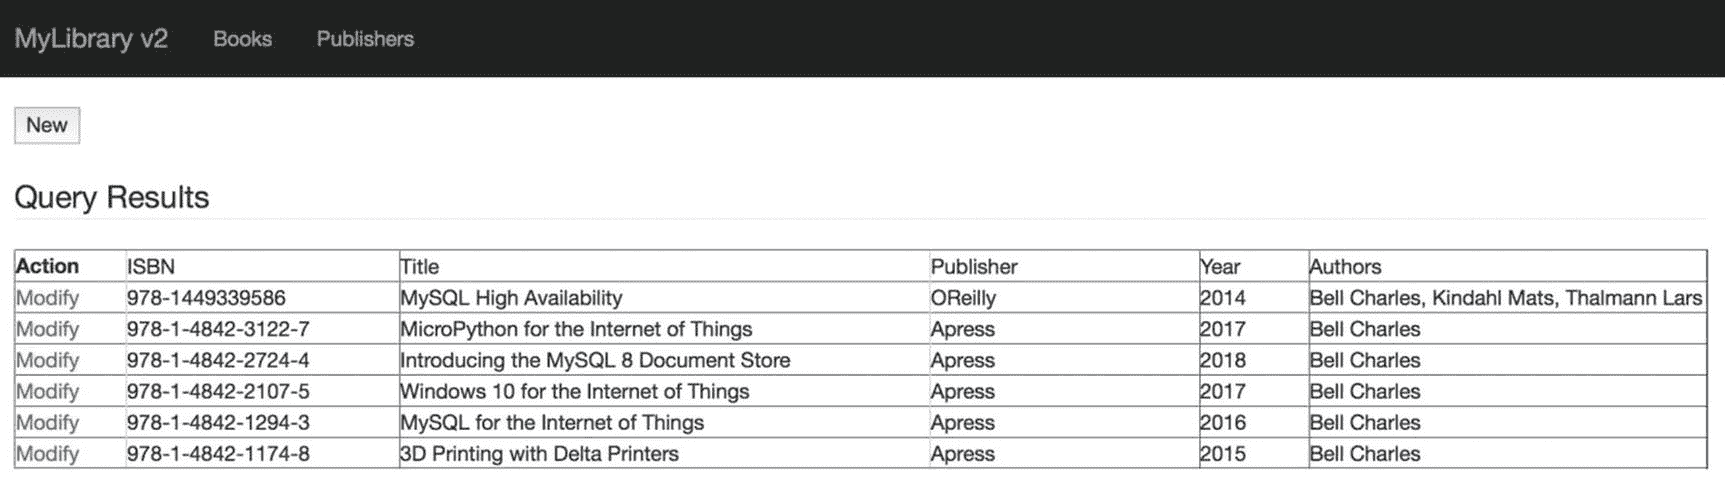 MyLibrary v2 Books Publishers
New
Query Results
Action ISBN Title Publisher Year Authors
Modify 978-1449339586 MySQL High Availability OReilly 2014 Bell Charles, Kindahl Mats, Thalmann Lars
Modify 978-1-4842-3122-7 MicroPython for the Internet of Things Apress 2017 Bell Charles
Modify 978-1-4842-2724-4 Introducing the MySQL 8 Document Store Apress 2018 Bell Charles
Modify 978-1-4842-2107-5 Windows 10 for the Internet of Things Apress 2017 Bell Charles
Modify 978-1-4842-1294-3 MySQL for the Internet of Things Apress 2016 Bell Charles
Modify 978-1-4842-1174-8 3D Printing with Delta Printers Apress 2015 Bell Charles